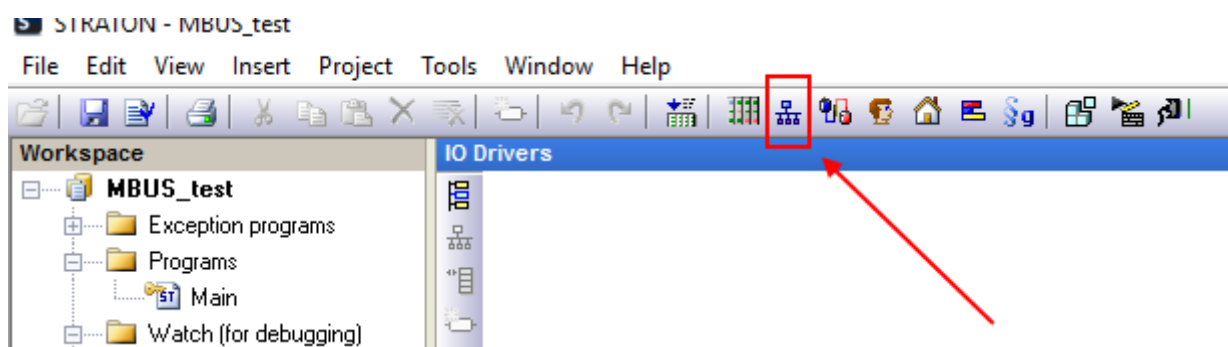 STRATON - MBUS_test
File Edit View Insert Project Tools Window Help
§g
Workspace
IO Drivers
MBUS_test
Exception programs
Programs
ST Main
Watch (for debugging)